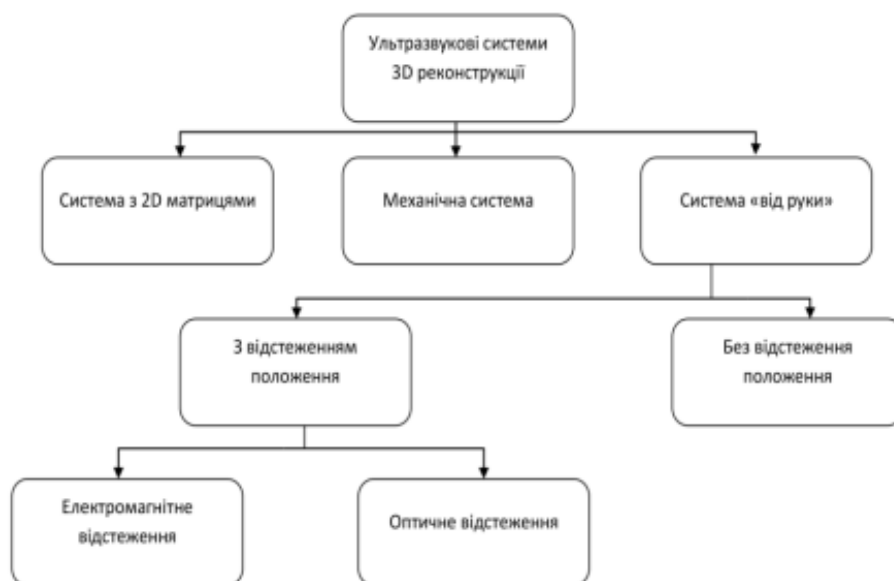 Ультразвукові системи
3D реконструкції
Система з 2D матрицями
Механічна система
Система «від руки»
З відстеженням
положення
Без відстеження
положення
Електромагнітне
відстеження
Оптичне відстеження